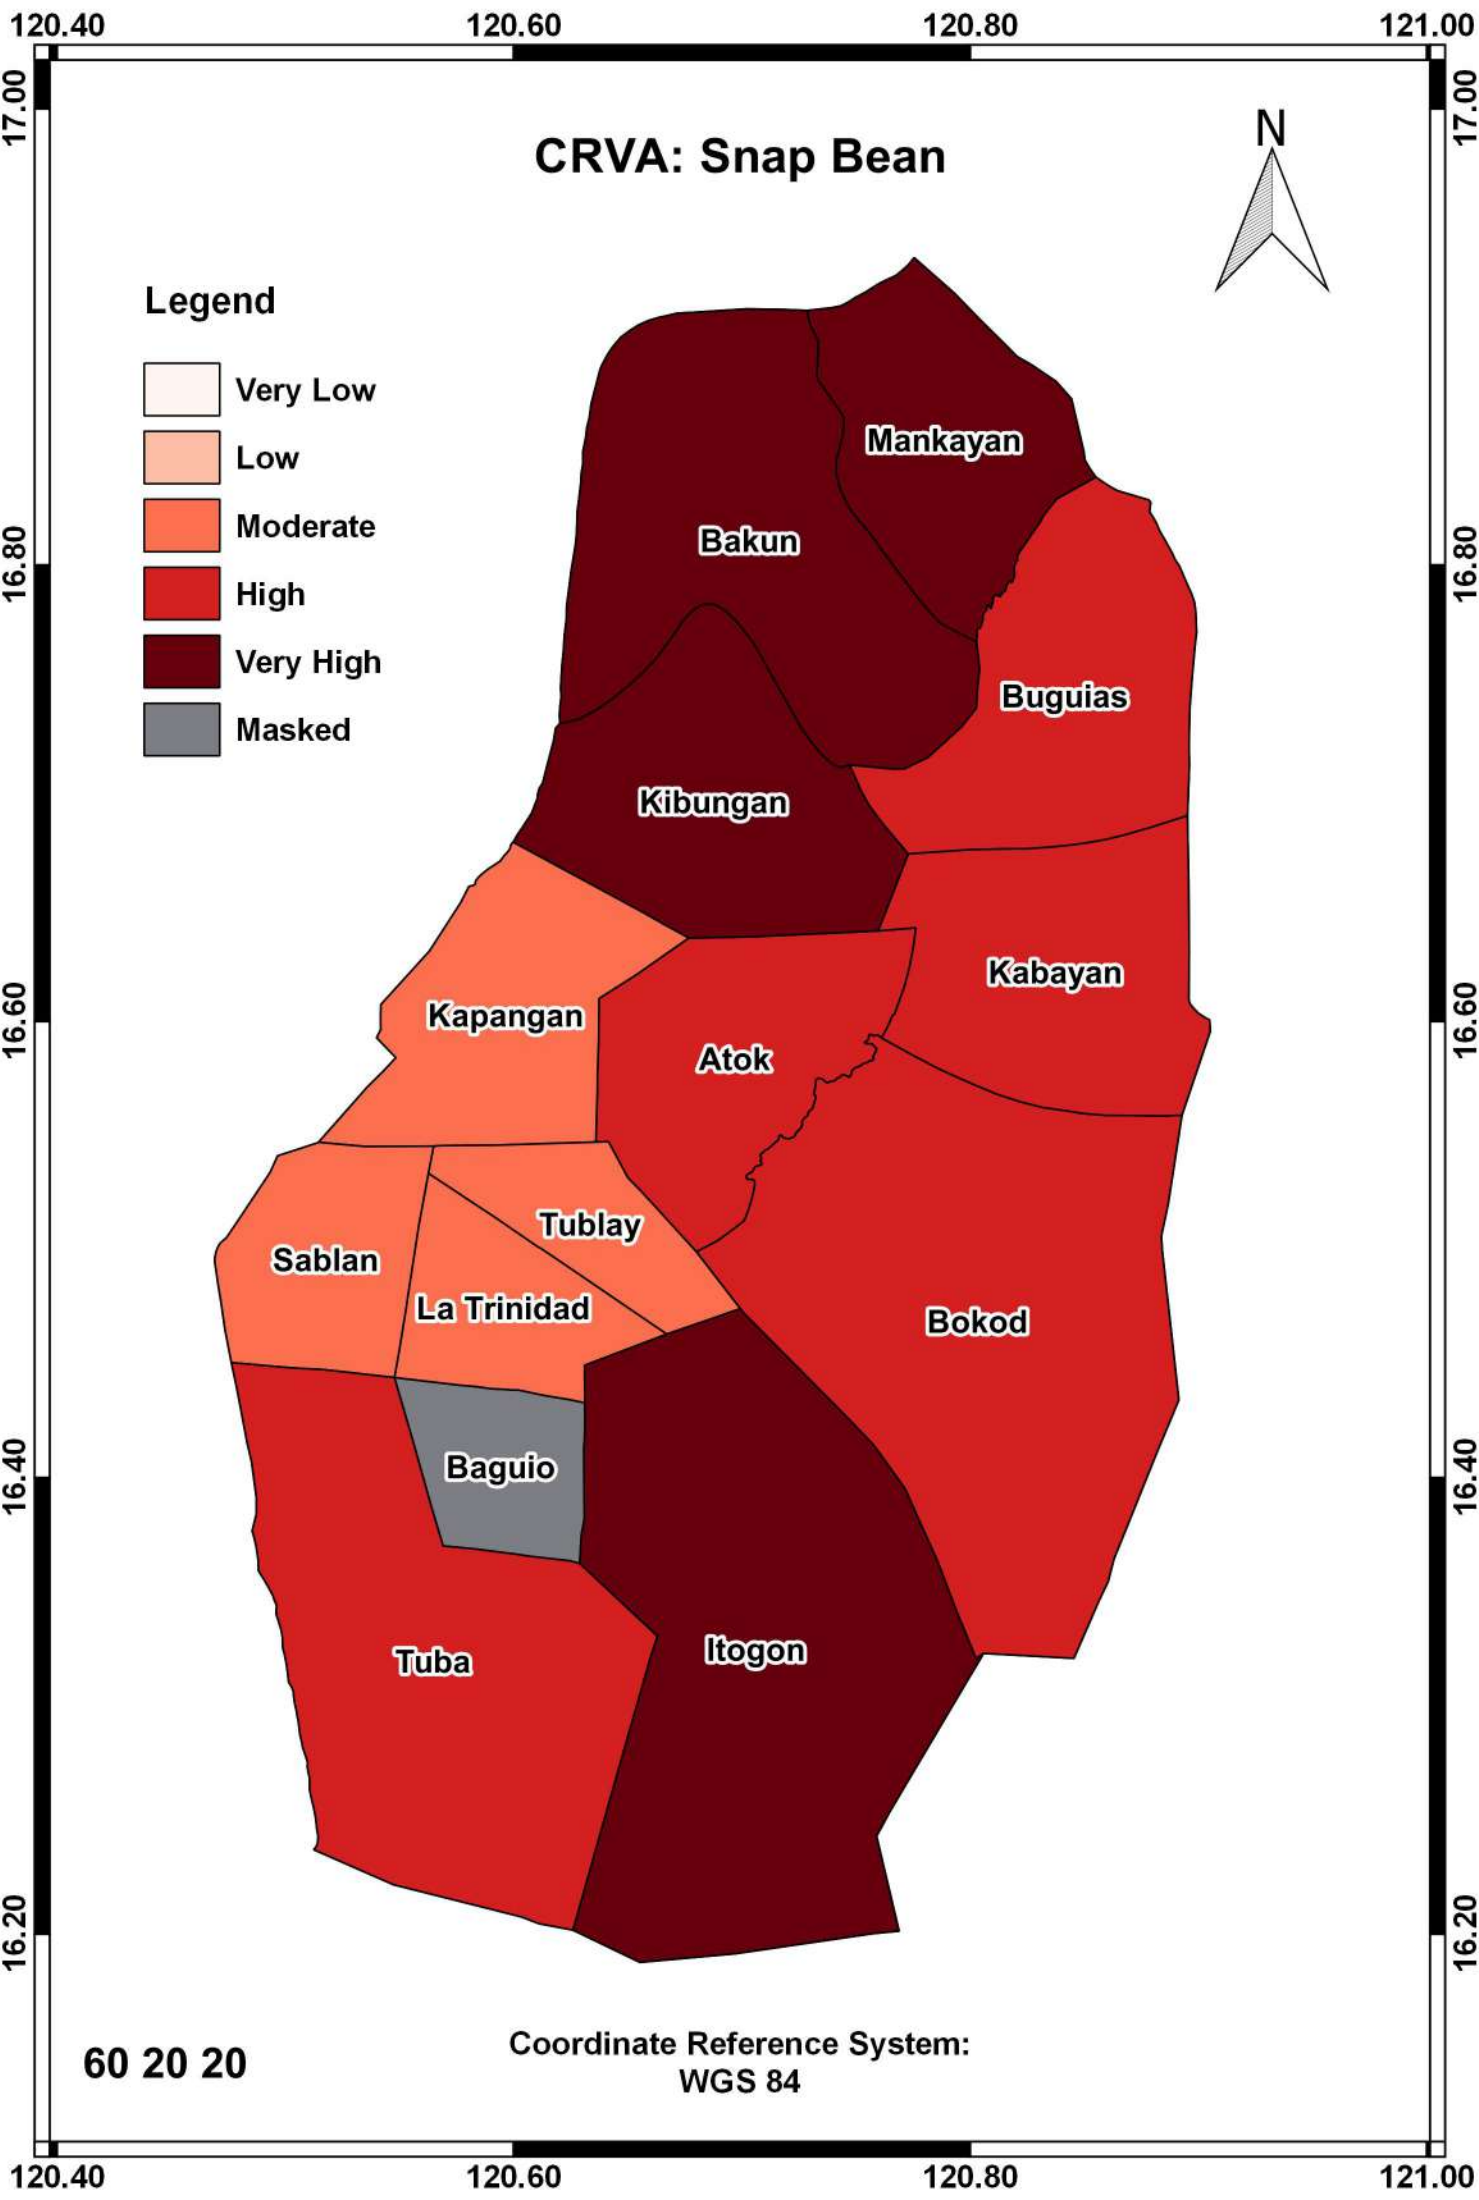 120.40 120.60 120.80 121.00
17.00 17.00
CRVA: Snap Bean
N
Legend
Very Low
Low
Moderate
High
Very High
Masked
Mankayan
Bakun
16.80 16.80
Buguias
Kibungan
Kabayan
Kapangan
16.60 16.60
Atok
Tublay
Sablan
La Trinidad
Bokod
Baguio
16.40 16.40
Itogon
Tuba
16.20 16.20
60 20 20
Coordinate Reference System:
WGS 84
120.40 120.60 120.80 121.00